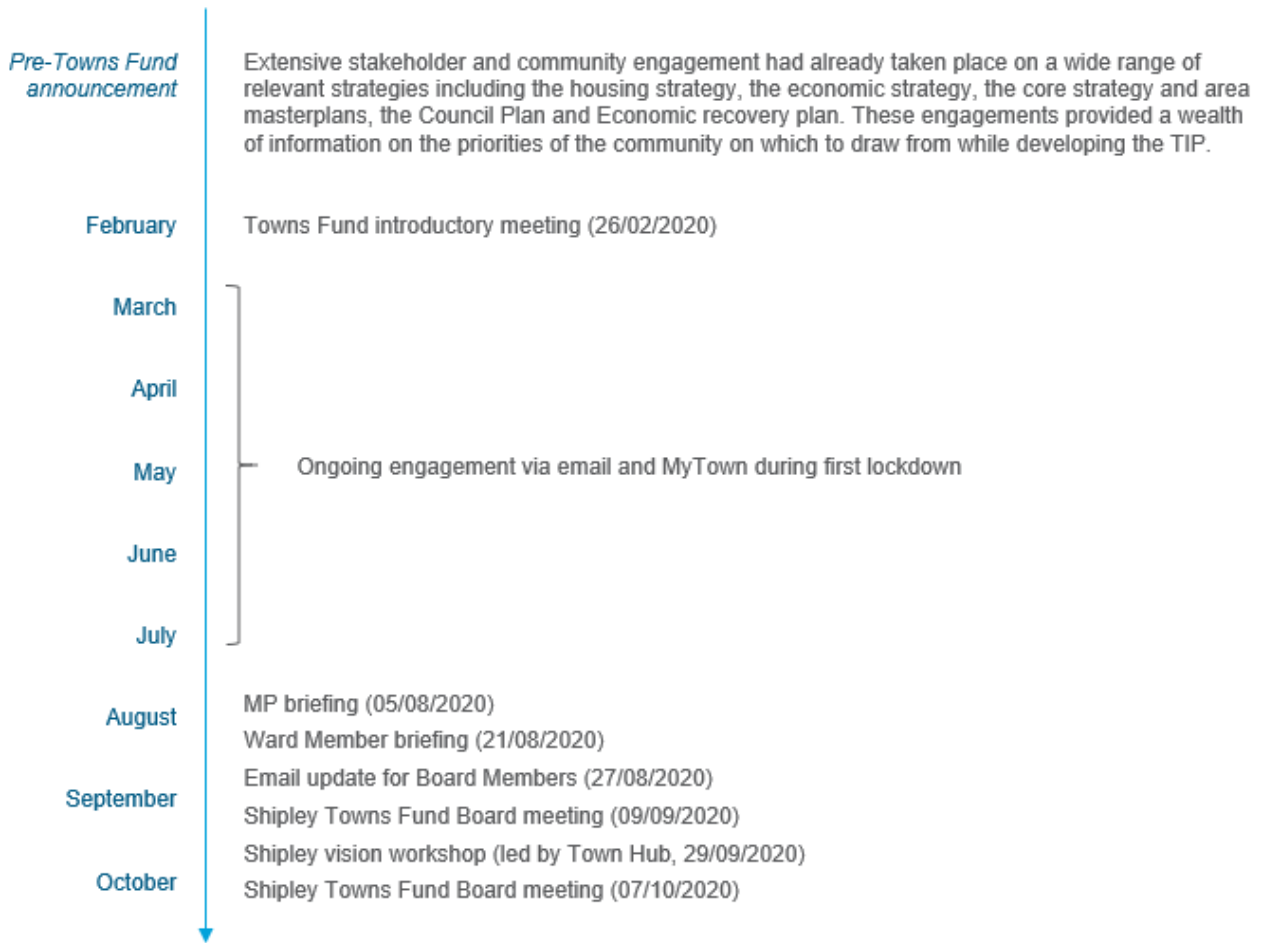 Pre-Towns Fund
announcement
Extensive stakeholder and community engagement had already taken place on a wide range of
relevant strategies including the housing strategy, the economic strategy, the core strategy and area
masterplans, the Council Plan and Economic recovery plan. These engagements provided a wealth
of information on the priorities of the community on which to draw from while developing the TIP.
February
Towns Fund introductory meeting (26/02/2020)
March
April
May
Ongoing engagement via email and MyTown during first lockdown
June
July
August
MP briefing (05/08/2020)
Ward Member briefing (21/08/2020)
Email update for Board Members (27/08/2020)
September
Shipley Towns Fund Board meeting (09/09/2020)
Shipley vision workshop (led by Town Hub, 29/09/2020)
October
Shipley Towns Fund Board meeting (07/10/2020)